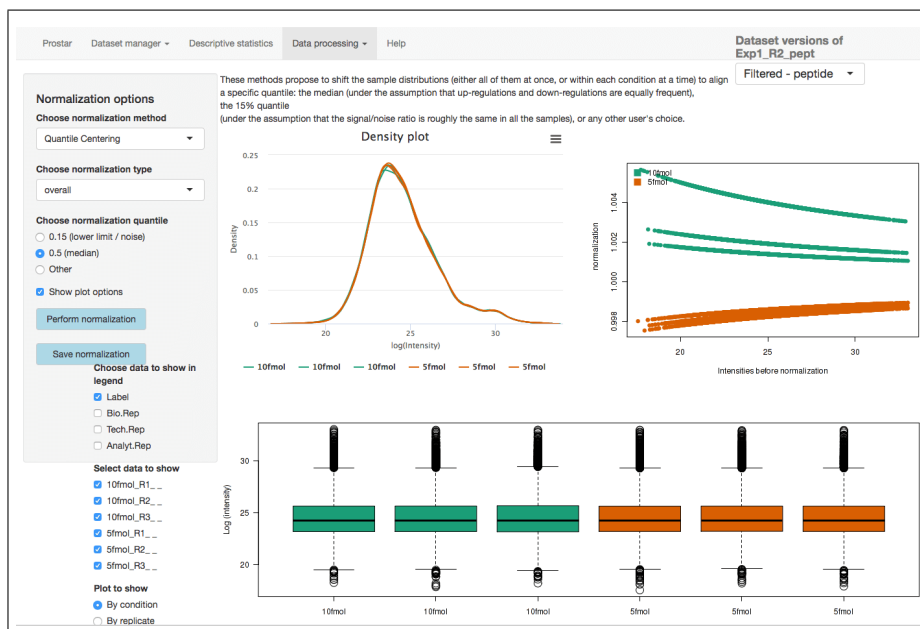 Prostar Dataset manager Descriptive statistics Data processing Help
Dataset versions of
Exp1_R2_pept
Filtered - peptide
Normalization options
Choose normalization method
Quantile Centering
Choose normalization type
overall
Choose normalization quantile
0.15 (lower limit / noise)
0.5 (median)
Other
Show plot options
Perform normalization
Save normalization
Choose data to show in
legend
Label
Bio.Rep
Tech.Rep
Analyt.Rep
Select data to show
10fmol_R1_ _
10fmol_R2_ _
10fmol_R3_ _
5fmol_R1_ _
5fmol_R2_ _
5fmol_R3_ _
Plot to show
By condition
By replicate
These methods propose to shift the sample distributions (either all of them at once, or within each condition at a time) to align
a specific quantile: the median (under the assumption that up-regulations and down-regulations are equally frequent),
the 15% quantile
(under the assumption that the signal/noise ratio is roughly the same in all the samples), or any other user's choice.
Density plot
0.25
0.2
0.15
0.1
0.05
0
Density
20 25 30
log(Intensity)
10fmol 10fmol 10fmol 5fmol 5fmol 5fmol
10fmol
5fmol
1.004
1.002
1.000
0.998
normalization
20 25 30
Intensities before normalization
30
25
20
Log (intensity)
10fmol 10fmol 10fmol 5fmol 5fmol 5fmol